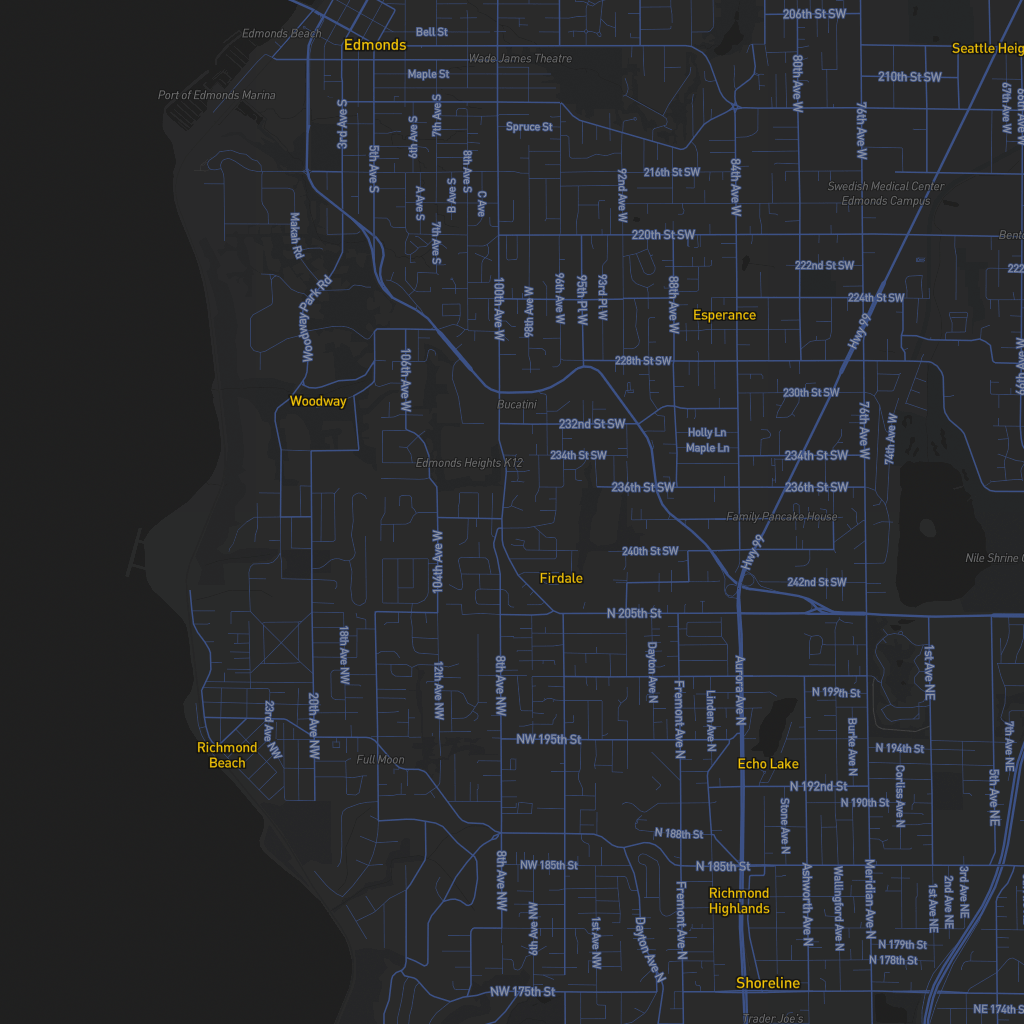 206th St SW
Bell St
Edmonds Beach
Edmonds
Seattle Heig
Wade James Theatre
Maple St
210th St SW
80th Ave W
Port of Edmonds Marina
67th Ave W
66th Ave W
3rd Ave S
7th Ave S
Spruce St
76th Ave W
6th Ave S
5th Ave S
8th Ave S
216th St SW
84th Ave W
92nd Ave W
Swedish Medical Center
Edmonds Campus
A Ave S
B Ave S
C Ave
Makah Rd
7th Ave S
220th St SW
Bent
222nd St SW
222
Woodway Park Rd
100th Ave W
98th Ave W
96th Ave W
95th Pl W
93rd Pl W
88th Ave W
224th St SW
Esperance
Hwy 99
228th St SW
106th Ave W
230th St SW
Woodway
Bucatini
232nd St SW
Holly Ln
Maple Ln
76th Ave W
74th Ave W
234th St SW
234th St SW
Edmonds Heights K12
236th St SW
236th St SW
Family Pancake House
104th Ave W
240th St SW
Hwy 99
Nile Shrine
Firdale
242nd St SW
N 205th St
18th Ave NW
12th Ave NW
8th Ave NW
Dayton Ave N
Fremont Ave N
Linden Ave N
Aurora Ave N
N 199th St
1st Ave NE
23rd Ave NW
20th Ave NW
NW 195th St
Burke Ave N
N 194th St
7th Ave NE
Richmond
Beach
Full Moon
Echo Lake
N 192nd St
N 190th St
Corliss Ave N
5th Ave NE
Stone Ave N
N 188th St
NW 185th St
N 185th St
8th Ave NW
Fremont Ave N
Richmond
Highlands
Ashworth Ave N
Wallingford Ave N
Meridian Ave N
1st Ave NE
2nd Ave NE
3rd Ave NE
6th Ave NW
1st Ave NW
Dayton Ave N
N 179th St
N 178th St
Shoreline
NW 175th St
NE 174th S
Trader Joe's